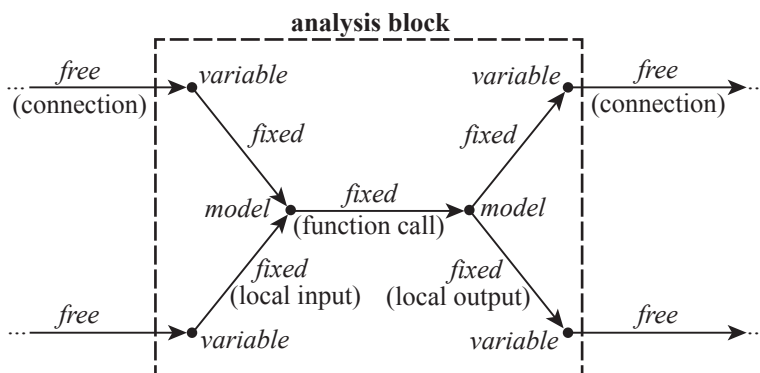 analysis block
free
variable
variable
free
(connection)
(connection)
fixed
fixed
model
fixed
model
(function call)
fixed
(local input)
fixed
(local output)
free
variable
variable
free